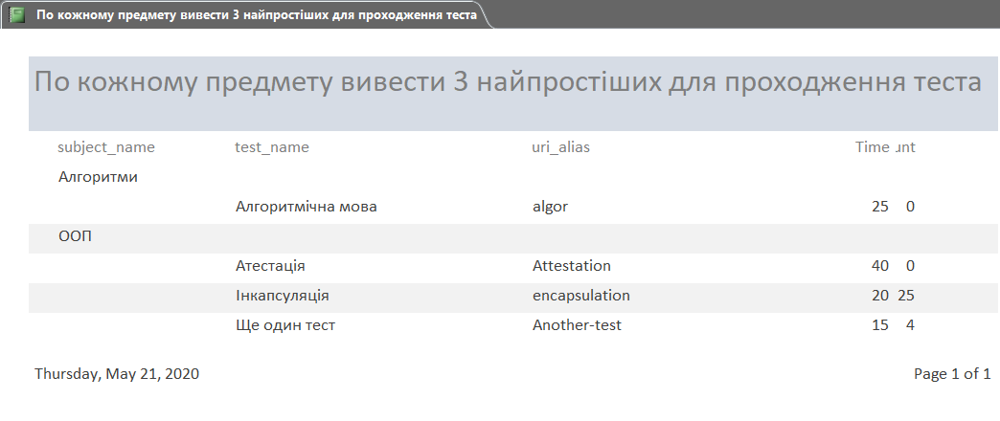 По кожному предмету вивести 3 найпростіших для проходження теста
По кожному предмету вивести 3 найпростіших для проходження теста
subject_name test_name uri_alias Time unt
Алгоритми
Алгоритмічна мова algor 25 0
ООП
Атестація Attestation 40 0
Інкапсуляція encapsulation 20 25
Ще один тест Another-test 15 4
Thursday, May 21, 2020 Page 1 of 1